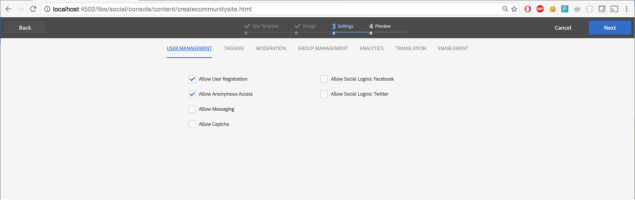 localhost:4502/libs/social/console/content/createcommunitysite.html
Back
Site Template
Design
3 Settings
4 Preview
Cancel
Next
USER MANAGEMENT TAGGING MODERATION GROUP MANAGEMENT ANALYTICS TRANSLATION ENABLEMENT
Allow User Registration
Allow Social Logins: Facebook
Allow Anonymous Access
Allow Social Logins: Twitter
Allow Messaging
Allow Captcha